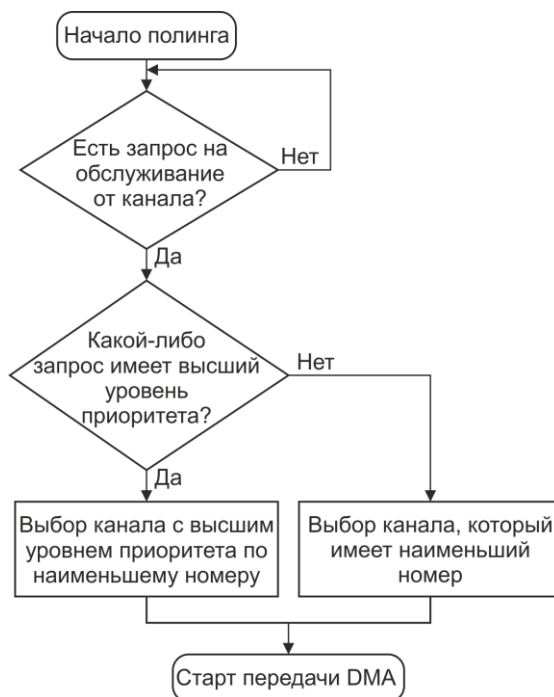 Начало полинга
Есть запрос на
обслуживание
от канала?
Нет
Да
Какой-либо
запрос имеет высший
уровень
приоритета?
Нет
Да
Выбор канала с высшим
уровнем приоритета по
наименьшему номеру
Выбор канала, который
имеет наименьший
номер
Старт передачи DMA